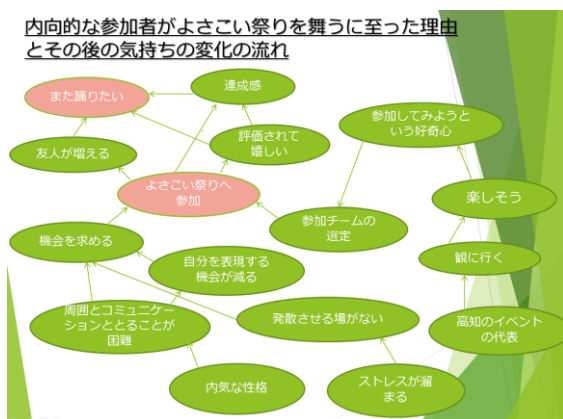 内向的な参加者がよさこい祭りを舞うに至った理由
とその後の気持ちの変化の流れ
また踊りたい
達成感
参加してみようと
いう好奇心
友人が増える
評価されて
嬉しい
よさこい祭りへ
参加
楽しそう
参加チームの
選定
機会を求める
自分を表現する
機会が減る
観に行く
周囲とコミュニケー
ションととることが
困難
発散させる場がない
高知のイベント
の代表
内気な性格
ストレスが溜
まる